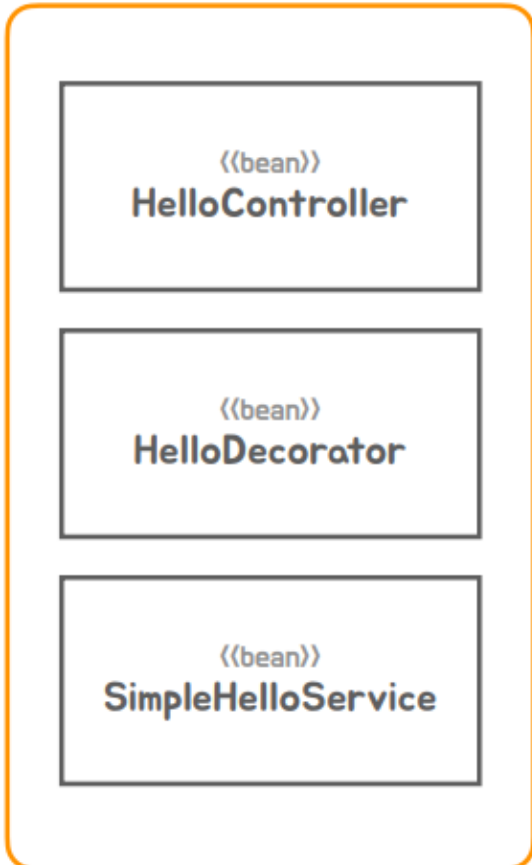 <<bean>>
HelloController
<<bean>>
HelloDecorator
<<bean>>
SimpleHelloService